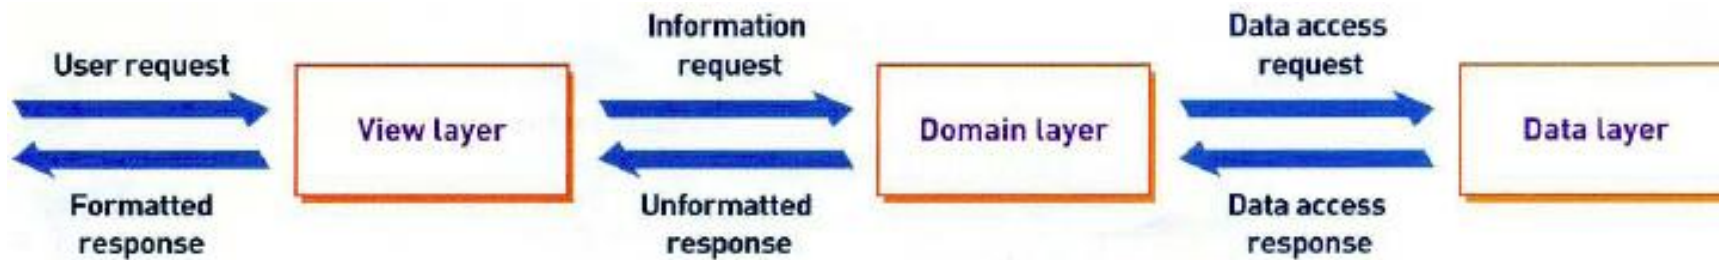 User request
View layer
Formatted
response
Information
request
Unformatted
response
Domain layer
Data access
request
Data access
response
Data layer